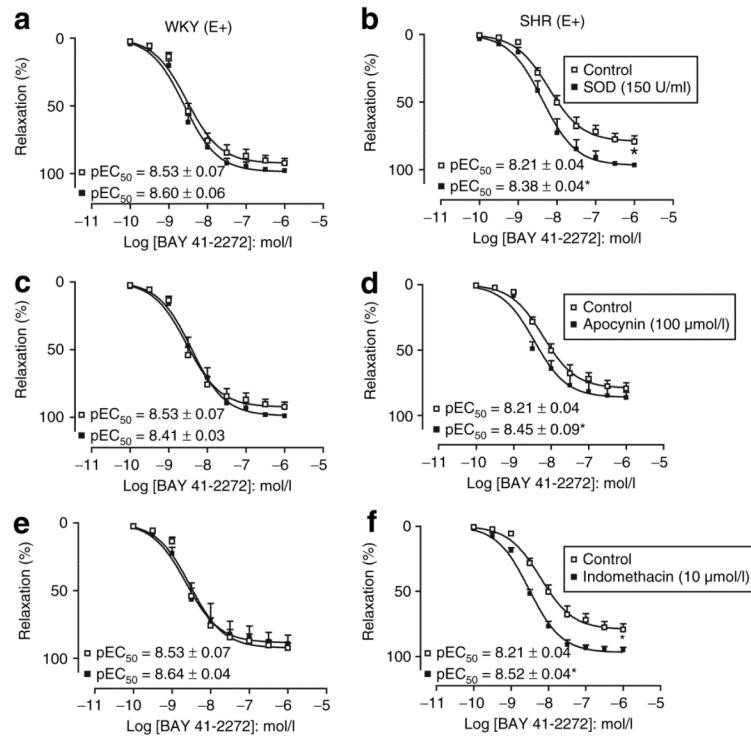 a
WKY (E+)
0
50
100
Relaxation (%)
pEC50 = 8.53 ± 0.07
pEC50 = 8.60 ± 0.06
−11 −10 −9 −8 −7 −6 −5
Log [BAY 41-2272]: mol/l
b
SHR (E+)
0
50
100
Relaxation (%)
Control
SOD (150 U/ml)
*
pEC50 = 8.21 ± 0.04
pEC50 = 8.38 ± 0.04*
−11 −10 −9 −8 −7 −6 −5
Log [BAY 41-2272]: mol/l
c
0
50
100
Relaxation (%)
pEC50 = 8.53 ± 0.07
pEC50 = 8.41 ± 0.03
−11 −10 −9 −8 −7 −6 −5
Log [BAY 41-2272]: mol/l
d
0
50
100
Relaxation (%)
Control
Apocynin (100 µmol/l)
pEC50 = 8.21 ± 0.04
pEC50 = 8.45 ± 0.09*
−11 −10 −9 −8 −7 −6 −5
Log [BAY 41-2272]: mol/l
e
0
50
100
Relaxation (%)
pEC50 = 8.53 ± 0.07
pEC50 = 8.64 ± 0.04
−11 −10 −9 −8 −7 −6 −5
Log [BAY 41-2272]: mol/l
f
0
50
100
Relaxation (%)
Control
Indomethacin (10 µmol/l)
*
pEC50 = 8.21 ± 0.04
pEC50 = 8.52 ± 0.04*
−11 −10 −9 −8 −7 −6 −5
Log [BAY 41-2272]: mol/l